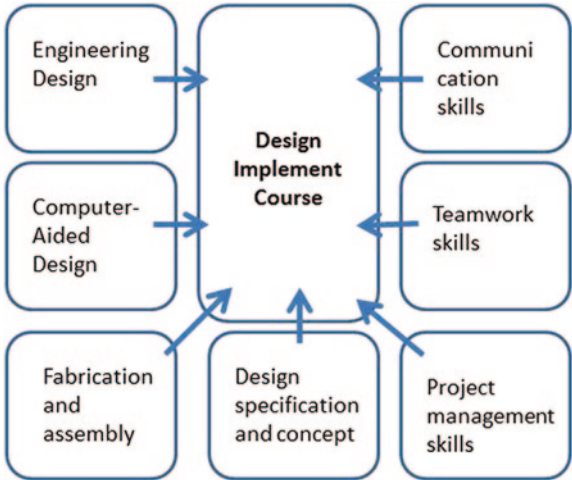 Engineering
Design
Design
Implement
Course
Communi
cation
skills
Computer-
Aided
Design
Teamwork
skills
Fabrication
and
assembly
Design
specification
and concept
Project
management
skills